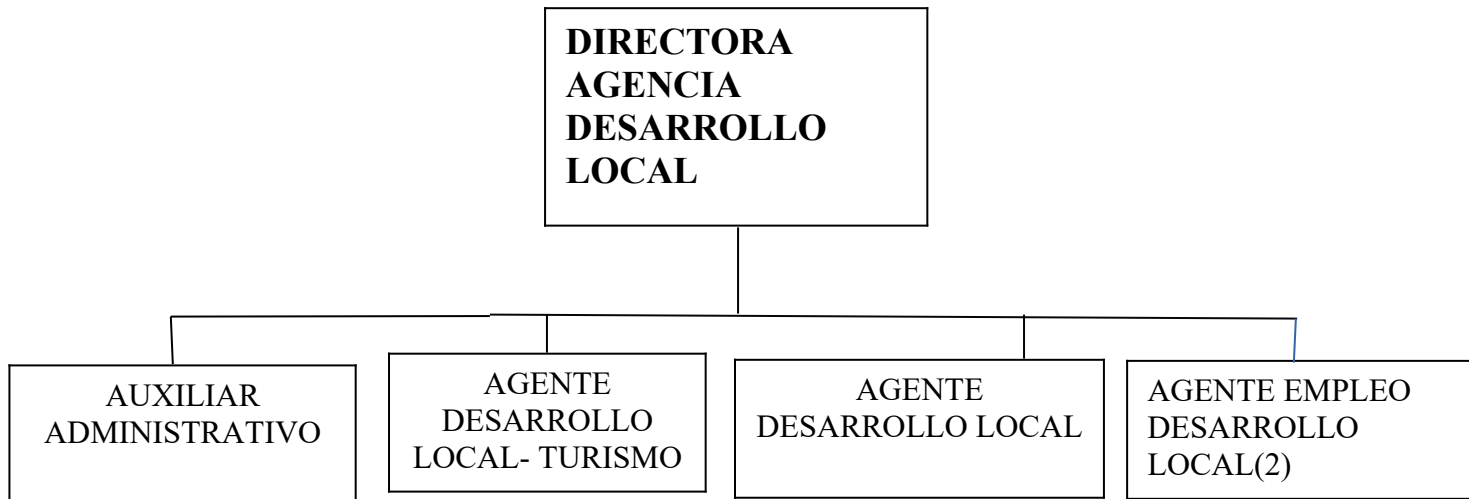 DIRECTORA
AGENCIA
DESARROLLO
LOCAL
AUXILIAR
ADMINISTRATIVO
AGENTE
DESARROLLO
LOCAL- TURISMO
AGENTE
DESARROLLO LOCAL
AGENTE EMPLEO
DESARROLLO
LOCAL(2)